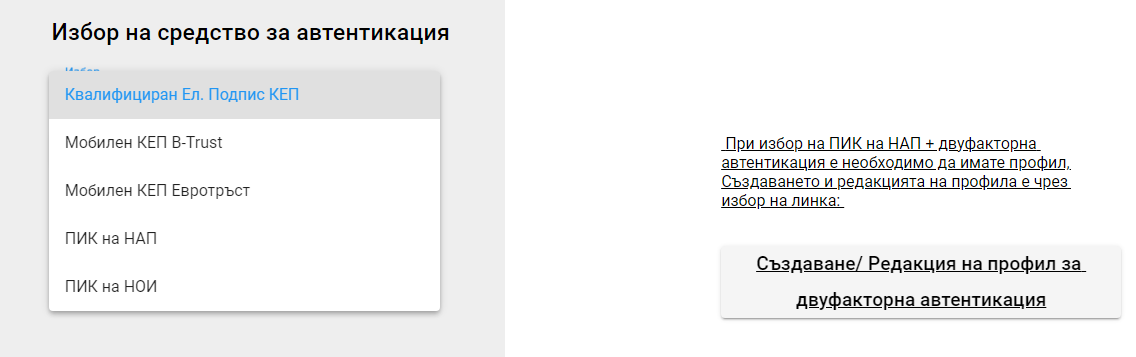 Избор на средство за автентикация
Избор
Квалифициран Ел. Подпис КЕП
Мобилен КЕП B-Trust
Мобилен КЕП Евротръст
ПИК на НАП
ПИК на НОИ
При избор на ПИК на НАП + двуфакторна
автентикация е необходимо да имате профил,
Създаването и редакцията на профила е чрез
избор на линка:
Създаване/ Редакция на профил за
двуфакторна автентикация